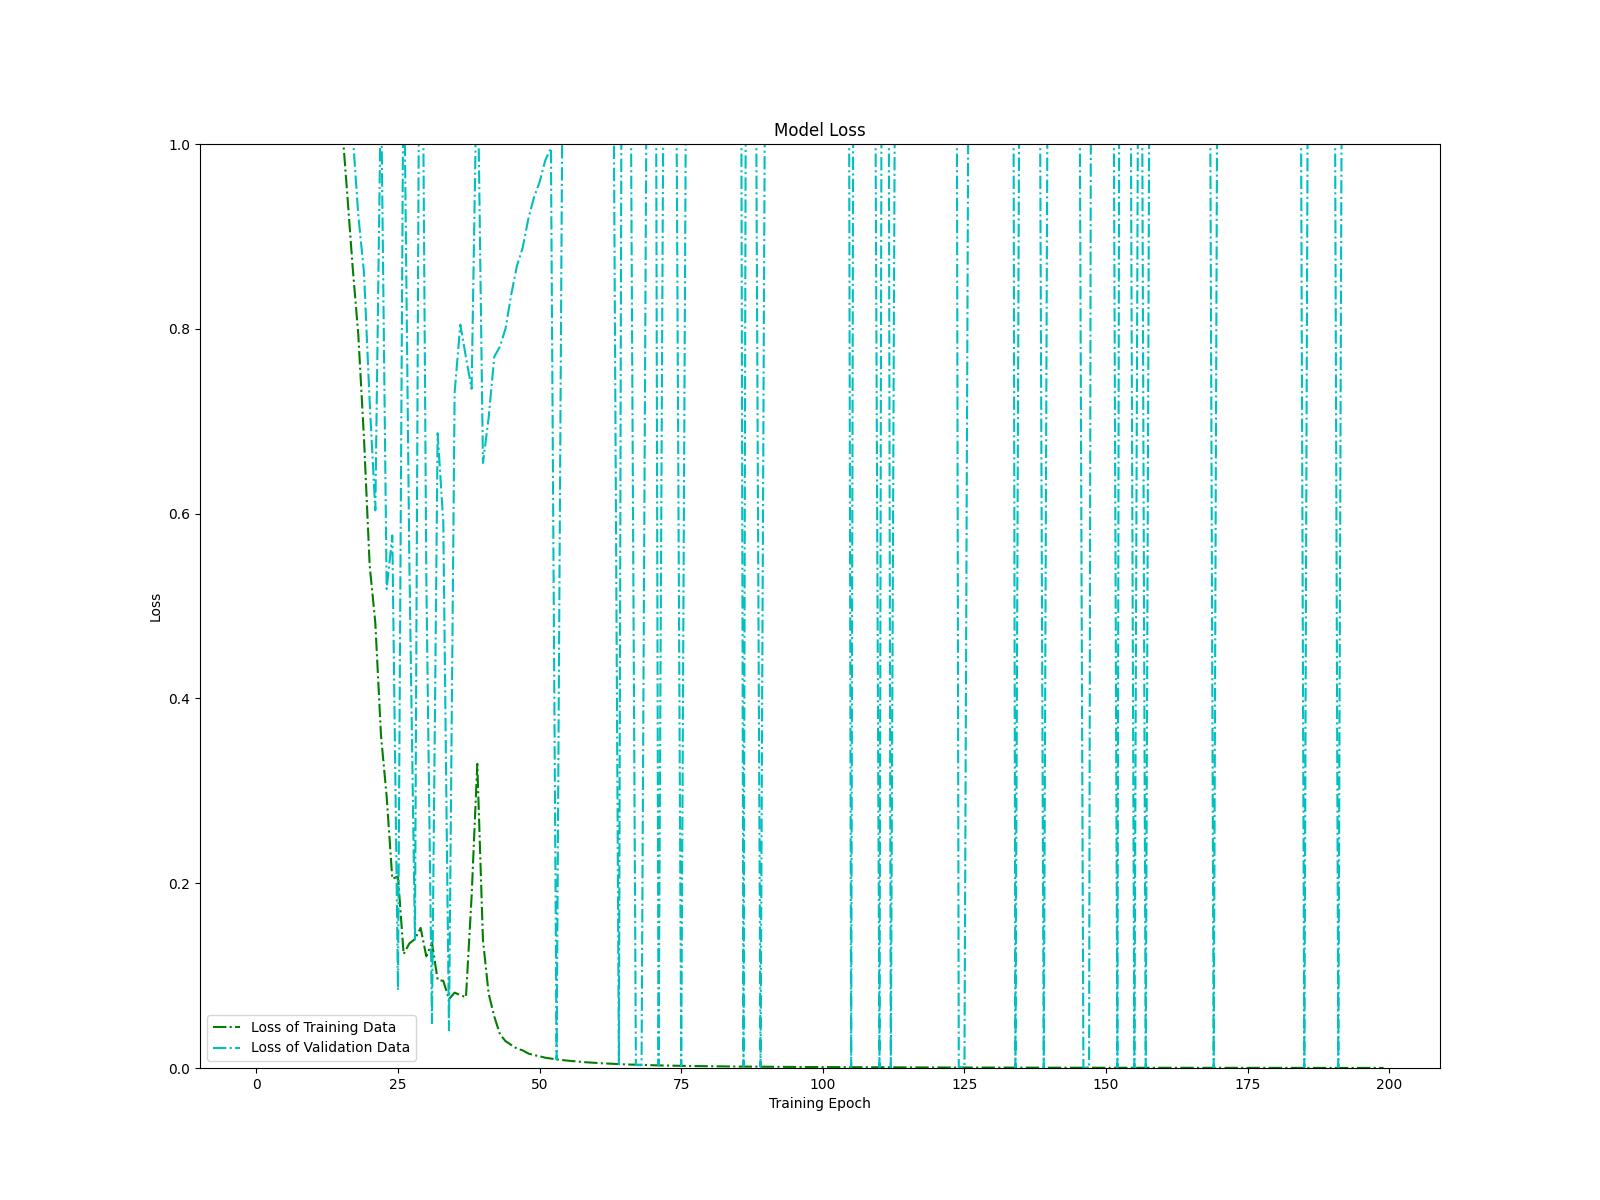 Model Loss
1.0
0.8
0.6
0.4
0.2
0.0
Loss
Loss of Training Data
Loss of Validation Data
0 25 50 75 100 125 150 175 200
Training Epoch